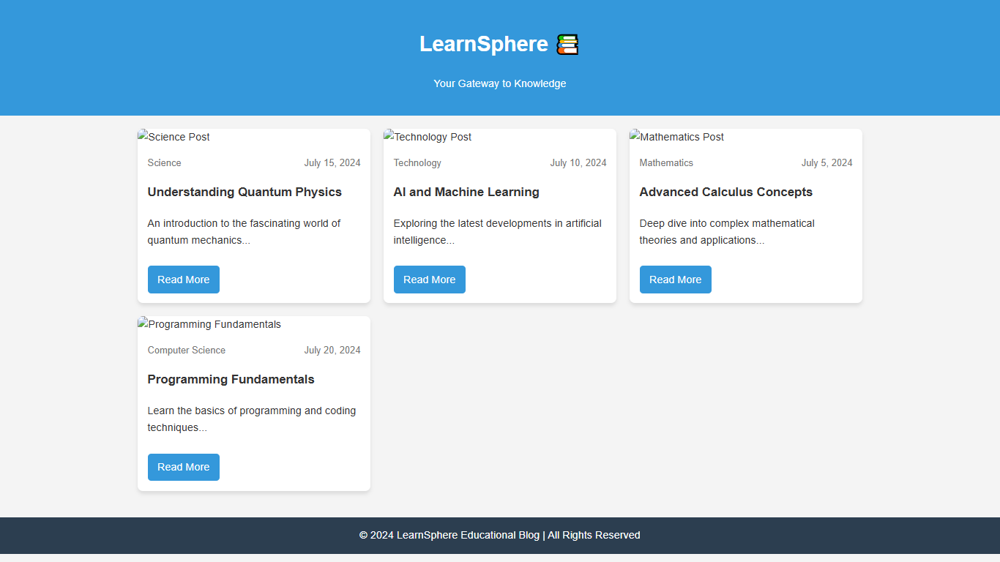 LearnSphere 📚
Your Gateway to Knowledge
Science Post
Science July 15, 2024
Understanding Quantum Physics
An introduction to the fascinating world of
quantum mechanics...
Read More
Technology Post
Technology July 10, 2024
AI and Machine Learning
Exploring the latest developments in artificial
intelligence...
Read More
Mathematics Post
Mathematics July 5, 2024
Advanced Calculus Concepts
Deep dive into complex mathematical
theories and applications...
Read More
Programming Fundamentals
Computer Science July 20, 2024
Programming Fundamentals
Learn the basics of programming and coding
techniques...
Read More
© 2024 LearnSphere Educational Blog | All Rights Reserved